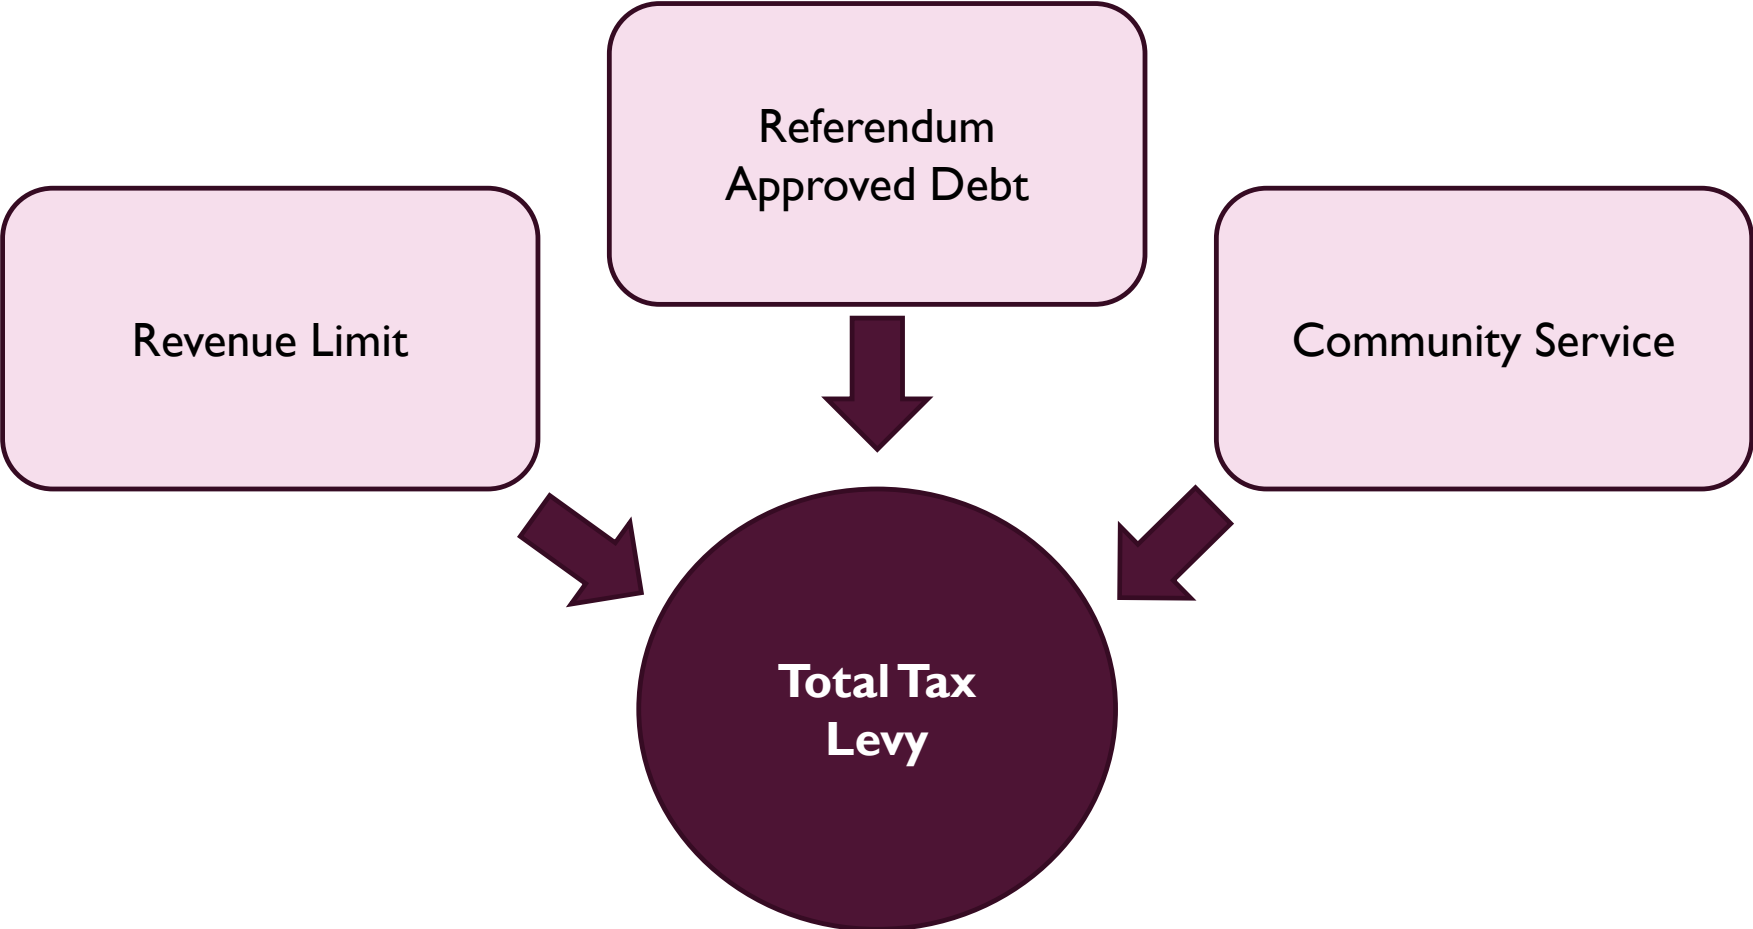 Referendum
Approved Debt
Revenue Limit
Community Service
Total Tax
Levy